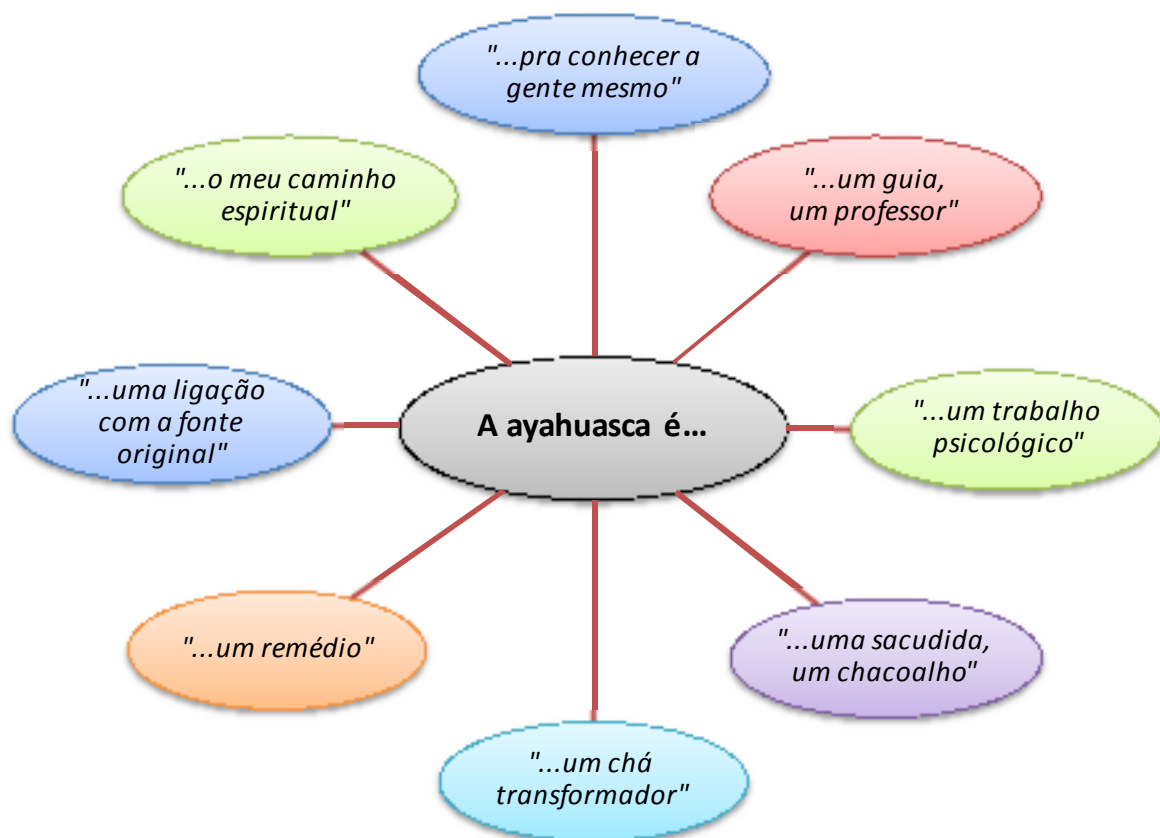 "...pra conhecer a
gente mesmo"
"...o meu caminho
espiritual"
"...um guia,
um professor"
"...uma ligação
com a fonte
original"
A ayahuasca é...
"...um trabalho
psicológico"
"...um remédio"
"...uma sacudida,
um chacoalho"
"...um chá
transformador"